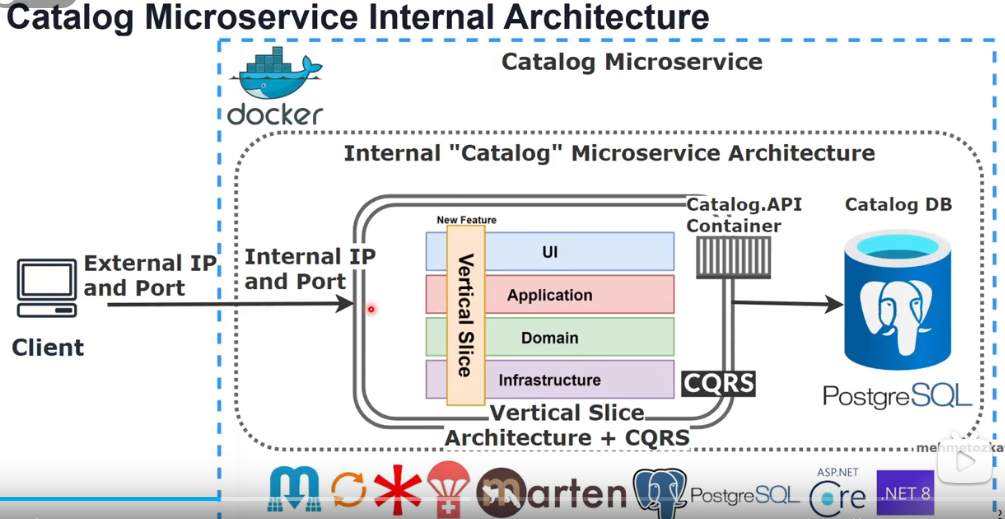 Catalog Microservice Internal Architecture
Catalog Microservice
docker
Internal "Catalog" Microservice Architecture
Catalog.API
Container
Catalog DB
New Feature
UI
Application
Domain
Infrastructure
Vertical Slice
External IP
and Port
Internal IP
and Port
Client
CQRS
PostgreSQL
Vertical Slice
Architecture + CQRS
mehmetozka
marten
PostgreSQL
ASP.NET
Core
.NET 8
2